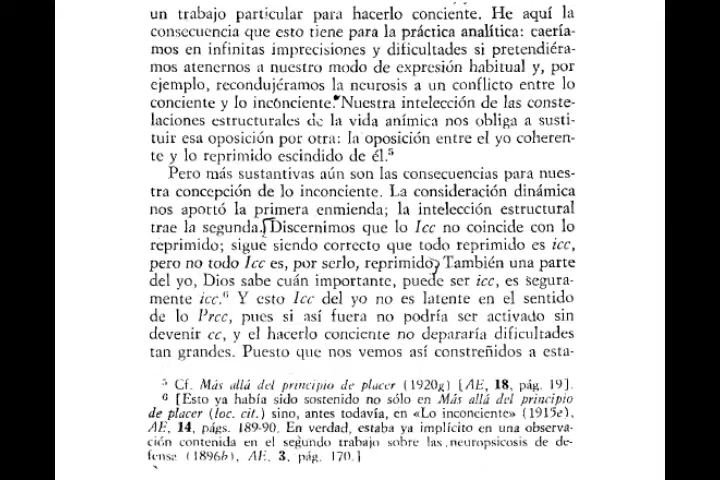 un trabajo particular para hacerlo conciente. He aquí la
consecuencia que esto tiene para la práctica analítica: caería-
mos en infinitas imprecisiones y dificultades si pretendiéra-
mos atenernos a nuestro modo de expresión habitual y, por
ejemplo, recondujéramos la neurosis a un conflicto entre lo
conciente y lo inconciente. Nuestra intelección de las conste-
laciones estructurales de la vida anímica nos obliga a susti-
tuir esa oposición por otra: la oposición entre el yo coheren-
te y lo reprimido escindido de él.⁵
Pero más sustantivas aún son las consecuencias para nues-
tra concepción de lo inconciente. La consideración dinámica
nos aportó la primera enmienda; la intelección estructural
trae la segunda. Discernimos que lo Icc no coincide con lo
reprimido; sigue siendo correcto que todo reprimido es icc,
pero no todo Icc es, por serlo, reprimido. También una parte
del yo, Dios sabe cuán importante, puede ser icc, es segura-
mente icc.⁶ Y esto Icc del yo no es latente en el sentido
de lo Prcc, pues si así fuera no podría ser activado sin
devenir cc, y el hacerlo conciente no depararía dificultades
tan grandes. Puesto que nos vemos así constreñidos a esta-
⁵ Cf. Más allá del principio de placer (1920g) [AE, 18, pág. 19].
⁶ [Esto ya había sido sostenido no sólo en Más allá del principio
de placer (loc. cit.) sino, antes todavía, en «Lo inconciente» (1915e),
AE, 14, págs. 189-90. En verdad, estaba ya implícito en una observa-
ción contenida en el segundo trabajo sobre las neuropsicosis de de-
fensa (1896b), AE, 3, pág. 170.]